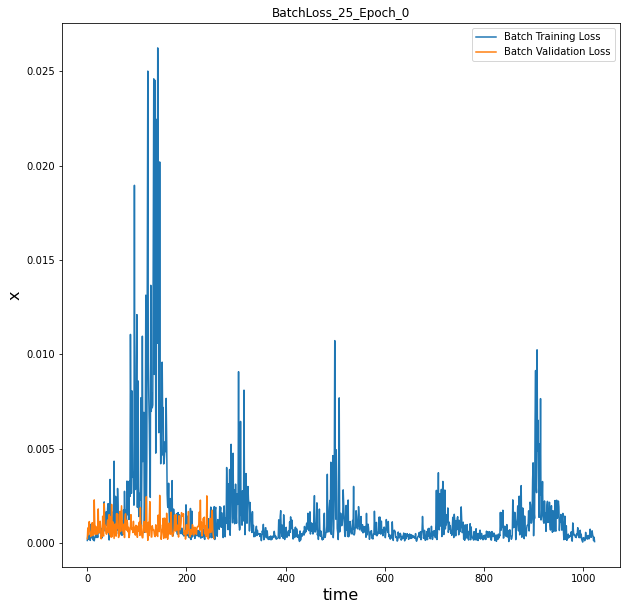 BatchLoss_25_Epoch_0
Batch Training Loss
Batch Validation Loss
0.025
0.020
0.015
0.010
0.005
0.000
x
0 200 400 600 800 1000
time